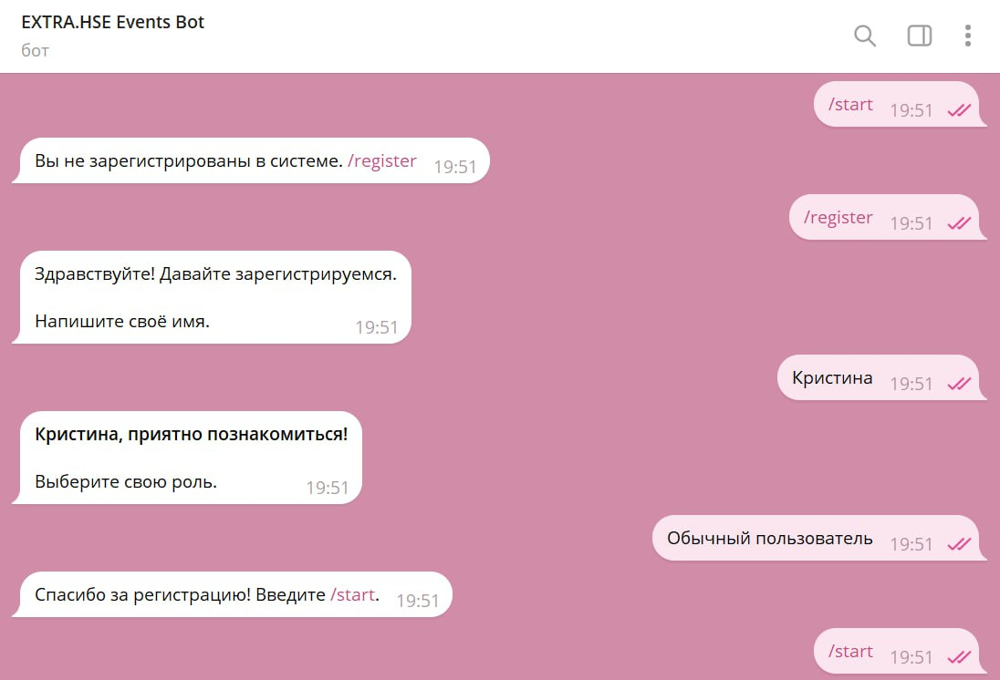 EXTRA.HSE Events Bot
бот
/start 19:51
Вы не зарегистрированы в системе. /register 19:51
/register 19:51
Здравствуйте! Давайте зарегистрируемся.
Напишите своё имя. 19:51
Кристина 19:51
Кристина, приятно познакомиться!
Выберите свою роль. 19:51
Обычный пользователь 19:51
Спасибо за регистрацию! Введите /start. 19:51
/start 19:51